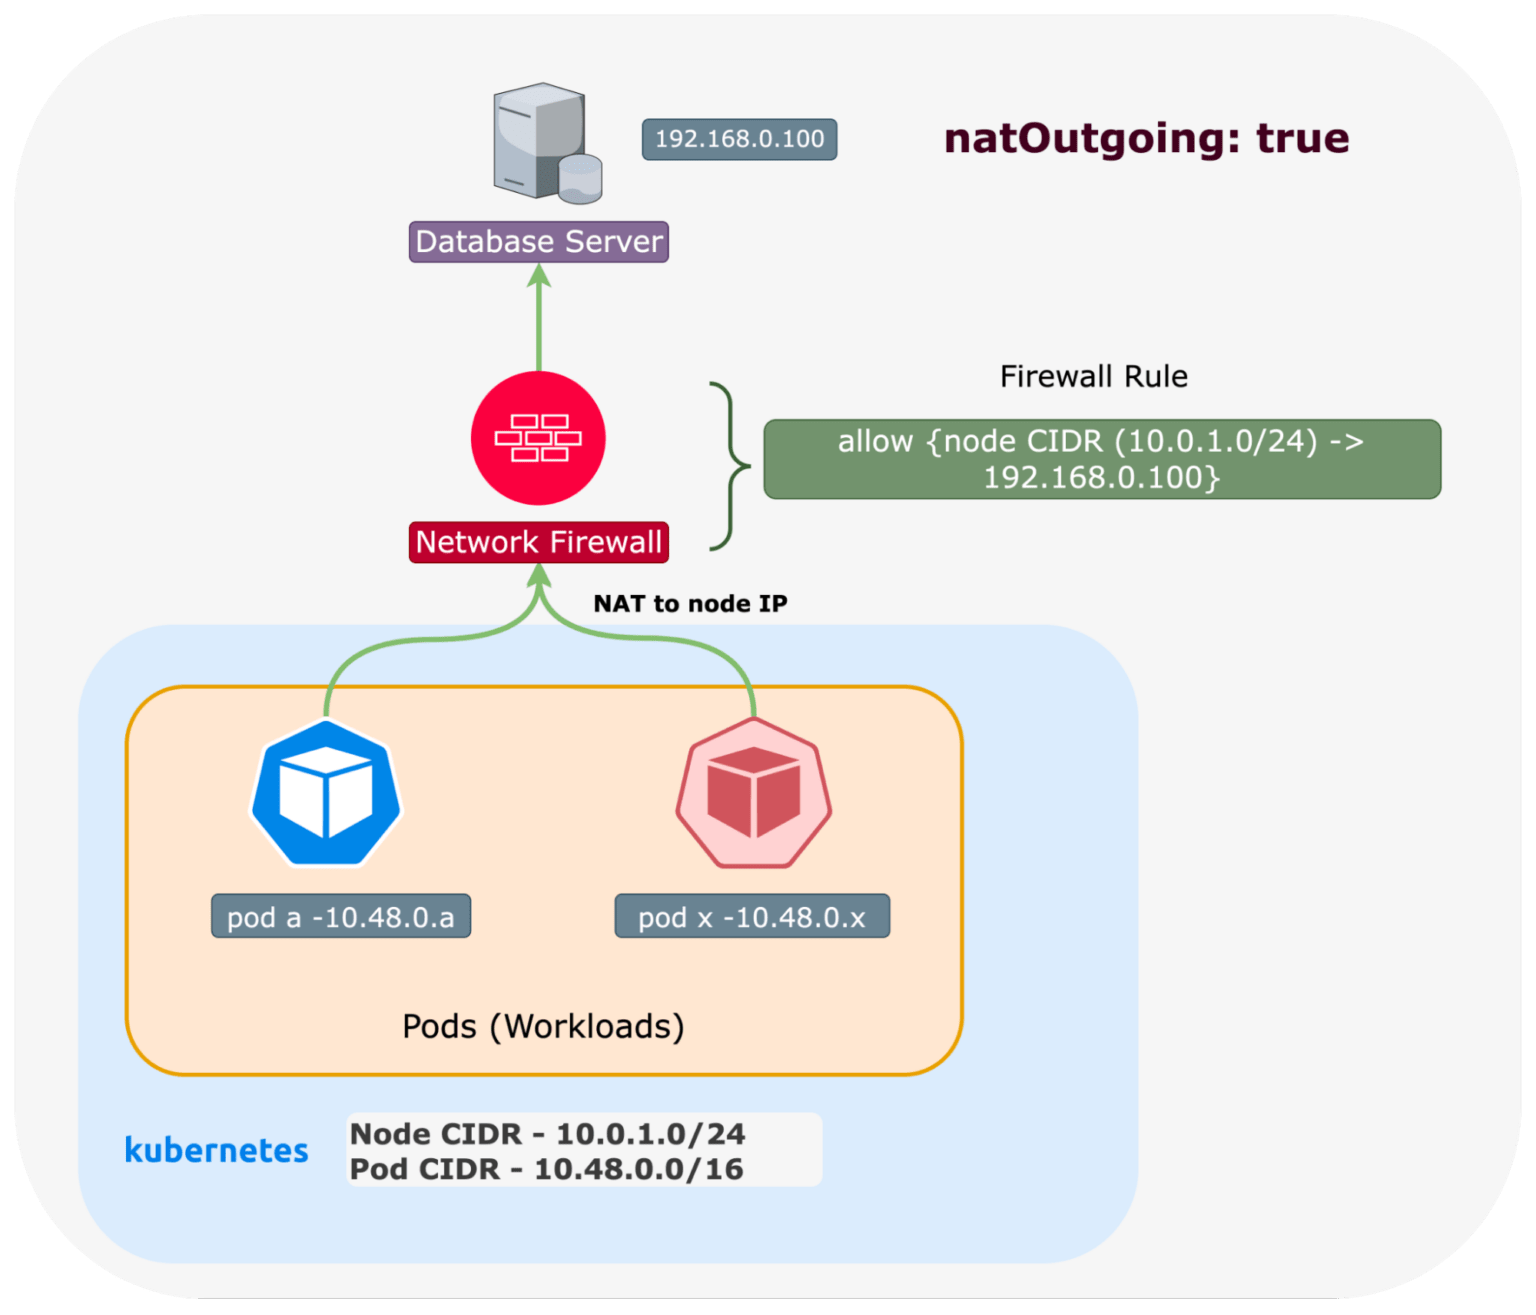 192.168.0.100
natOutgoing: true
Database Server
Firewall Rule
allow {node CIDR (10.0.1.0/24) ->
192.168.0.100}
Network Firewall
NAT to node IP
pod a -10.48.0.a
pod x -10.48.0.x
Pods (Workloads)
kubernetes
Node CIDR - 10.0.1.0/24
Pod CIDR - 10.48.0.0/16